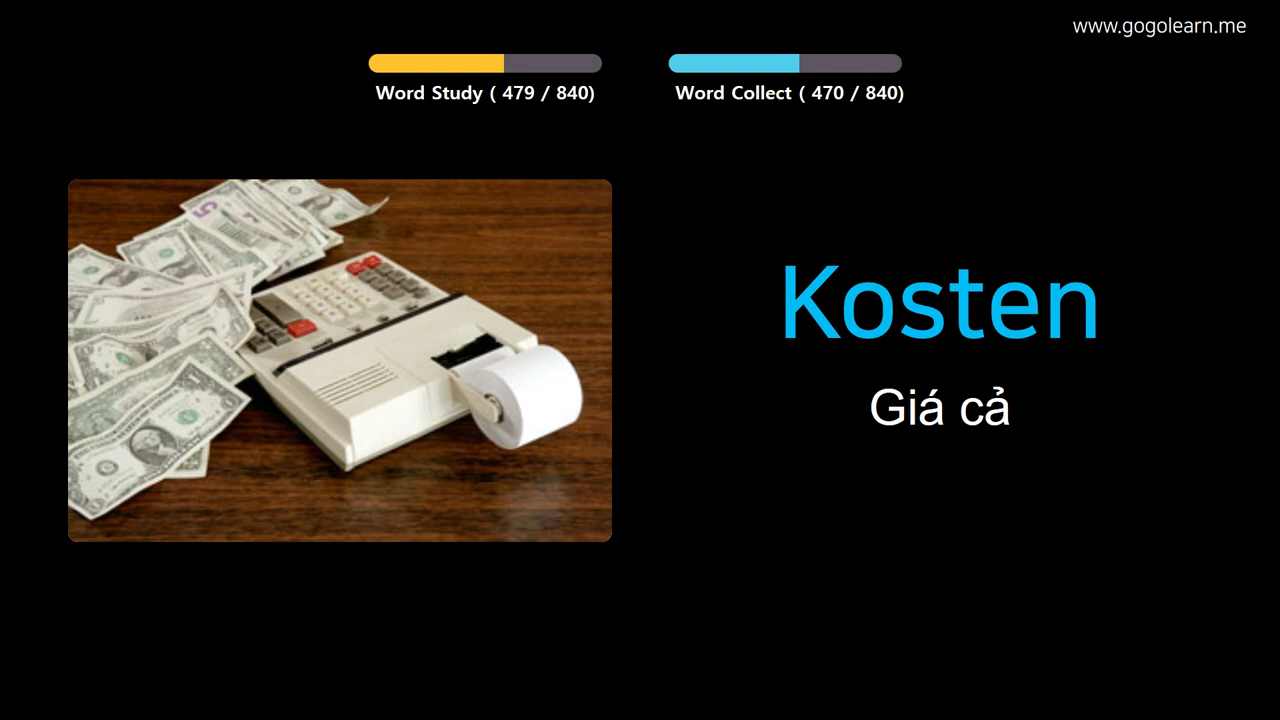 www.gogolearn.me
Word Study ( 479 / 840)
Word Collect ( 470 / 840)
Kosten
Giá cả